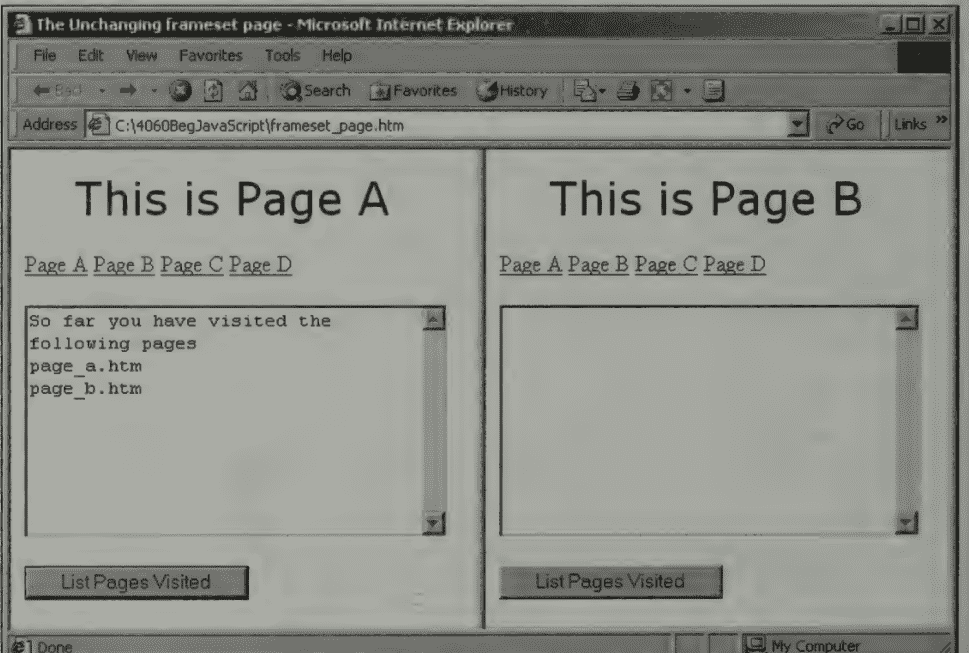 The Unchanging frameset page - Microsoft Internet Explorer
File Edit View Favorites Tools Help
Back Search Favorites History
Address C:\4060BegJavaScript\frameset_page.htm Go Links »
This is Page A
Page A Page B Page C Page D
So far you have visited the
following pages
page_a.htm
page_b.htm
List Pages Visited
This is Page B
Page A Page B Page C Page D
List Pages Visited
Done My Computer